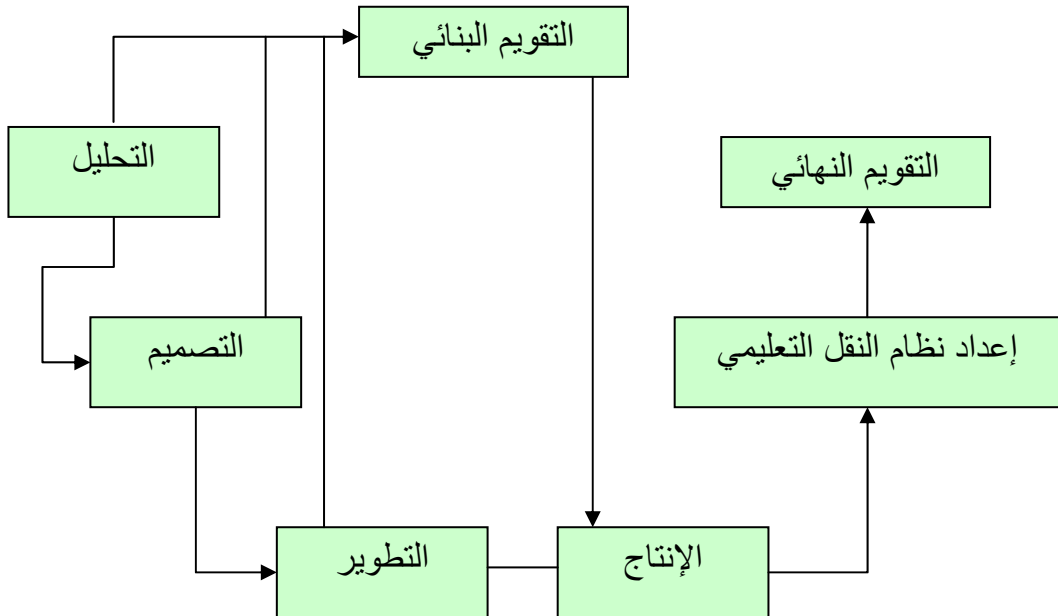 التقويم البنائي
التحليل
التقويم النهائي
التصميم
إعداد نظام النقل التعليمي
التطوير
الإنتاج